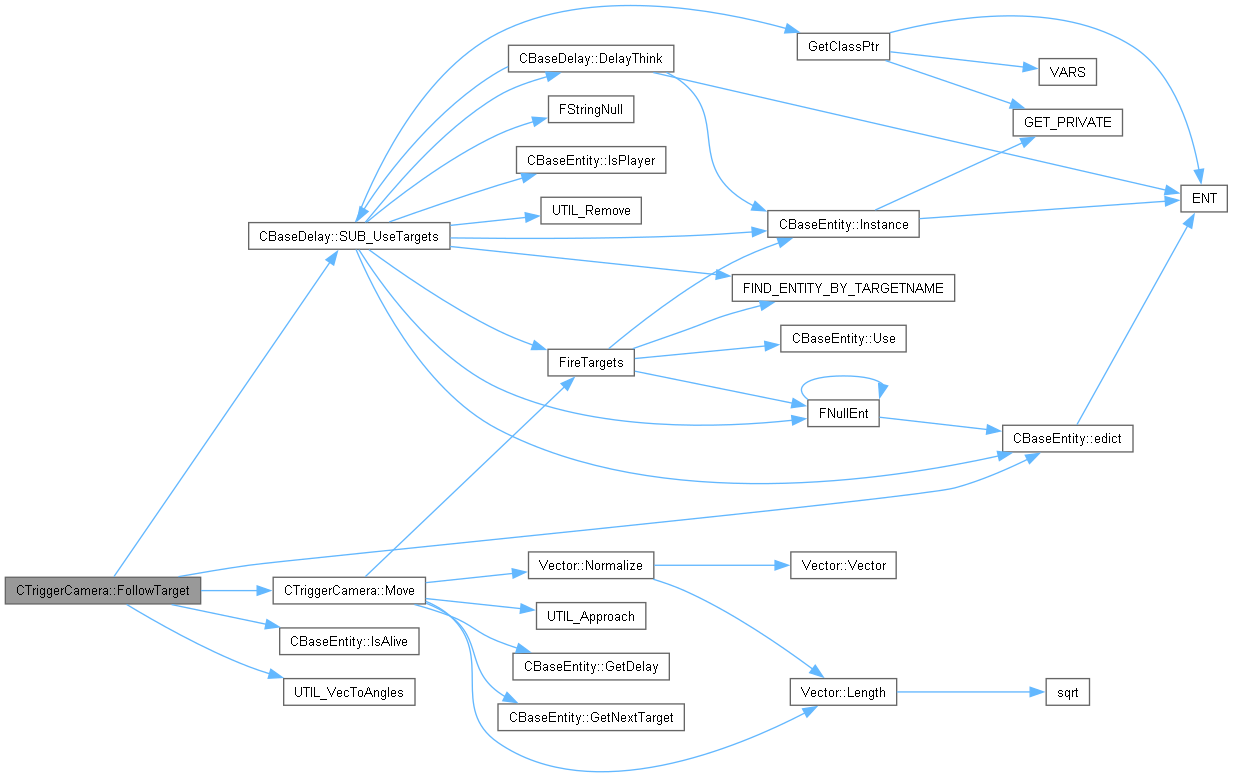 GetClassPtr
CBaseDelay::DelayThink
VARS
FStringNull
GET_PRIVATE
CBaseEntity::IsPlayer
ENT
UTIL_Remove
CBaseEntity::Instance
CBaseDelay::SUB_UseTargets
FIND_ENTITY_BY_TARGETNAME
CBaseEntity::Use
FireTargets
FNullEnt
CBaseEntity::edict
Vector::Normalize
Vector::Vector
CTriggerCamera::FollowTarget
CTriggerCamera::Move
UTIL_Approach
CBaseEntity::IsAlive
CBaseEntity::GetDelay
UTIL_VecToAngles
Vector::Length
sqrt
CBaseEntity::GetNextTarget